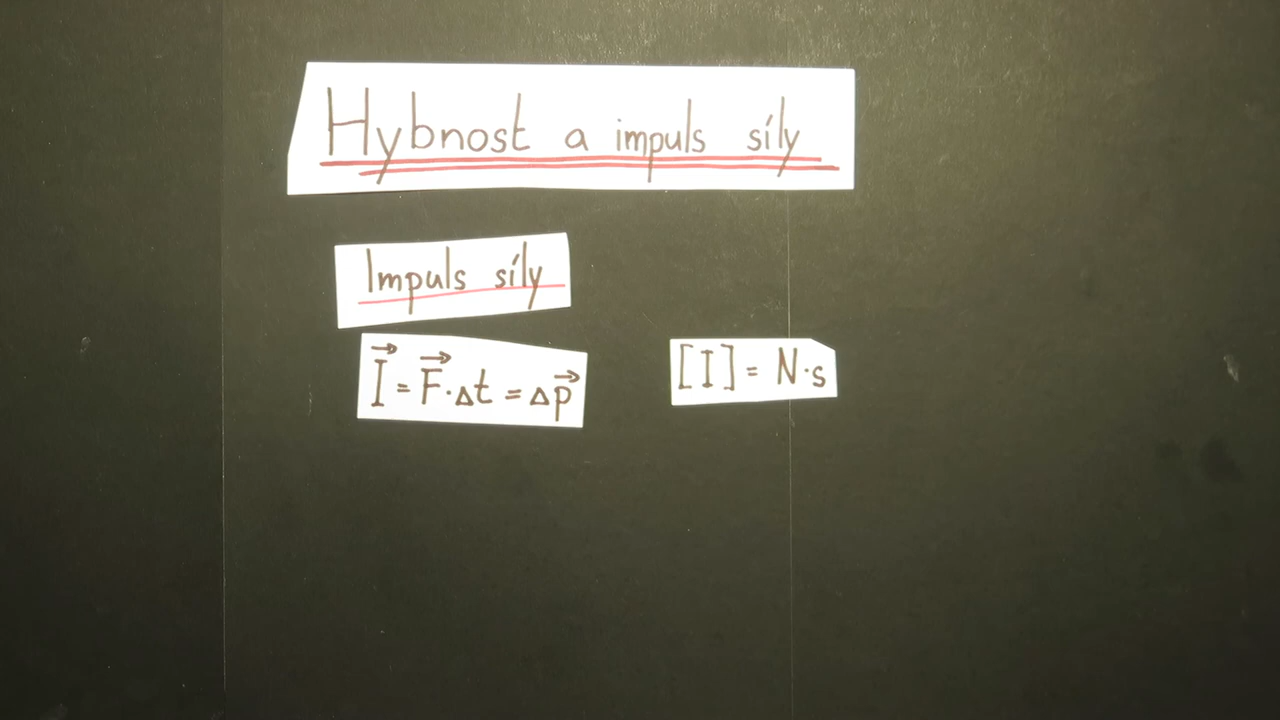 Hybnost a impuls síly
Impuls síly
I⃗ = F⃗·Δt = Δp⃗
[I] = N·s